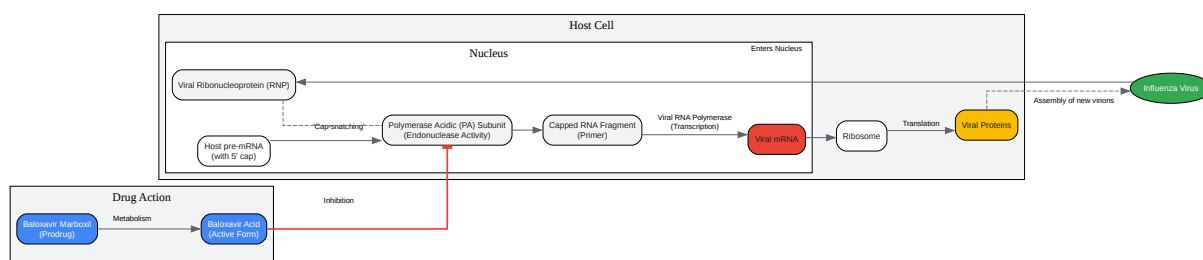 Host Cell
Nucleus
Enters Nucleus
Viral Ribonucleoprotein (RNP)
Influenza Virus
Assembly of new virions
'Cap-snatching'
Polymerase Acidic (PA) Subunit
(Endonuclease Activity)
Capped RNA Fragment
(Primer)
Viral RNA Polymerase
(Transcription)
Viral mRNA
Ribosome
Translation
Viral Proteins
Host pre-mRNA
(with 5' cap)
Drug Action
Inhibition
Baloxavir Marboxil
(Prodrug)
Metabolism
Baloxavir Acid
(Active Form)